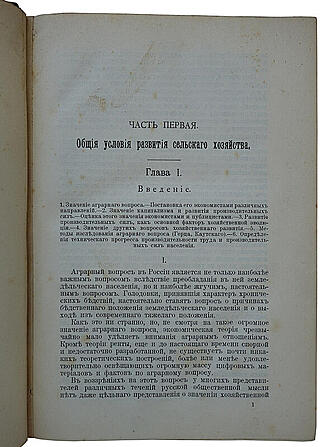 ЧАСТЬ ПЕРВАЯ.
Общія условія развитія сельскаго хозяйства.
Глава I.
Введеніе.
1. Значеніе аграрнаго вопроса.—Постановка его экономистами разныхъ
направленій.—2. Значеніе капитализма и развитія производительныхъ
силъ.—Оцѣнка этого значенія экономистами и публицистами.—3. Развитіе
производительныхъ силъ, какъ основной факторъ хозяйственной эволю-
ціи.—4. Значеніе другихъ условій хозяйственнаго развитія.—5. Ме-
тоды изслѣдованія аграрнаго вопроса (Герца, Каутскаго).—6. Опредѣле-
ніе техническаго прогресса производительности труда и производитель-
ныхъ силъ населенія.
I.
Аграрный вопросъ въ Россіи является не только наиболѣе
важнымъ вопросомъ вслѣдствіе преобладанія въ ней земле-
дѣльческаго населенія, но и наиболѣе жгучимъ, настоятель-
нымъ вопросомъ. Голодовки, принявшія характеръ хрониче-
скихъ бѣдствій, настоятельно ставятъ вопросъ о причинахъ
бѣдственнаго положенія земледѣльческаго населенія и о вы-
ходѣ изъ современнаго тяжелаго положенія.
Какъ это ни странно, но, не смотря на такое огромное
значеніе аграрнаго вопроса, экономическая теорія чрезвы-
чайно мало удѣляетъ вниманія аграрнымъ отношеніямъ.
Кромѣ теоріи ренты, еще и до настоящаго времени спорной
и недостаточно разработанной, не существуетъ почти ни-
какихъ теоретическихъ построеній, болѣе или менѣе удовле-
творительно освѣщающихъ огромную массу цифровыхъ ма-
теріаловъ и фактовъ по аграрному вопросу.
Въ воззрѣніяхъ на этотъ вопросъ у многихъ представи-
телей различныхъ теченій русской общественной мысли
нѣтъ даже цѣльнаго представленія о значеніи хозяйственной
1